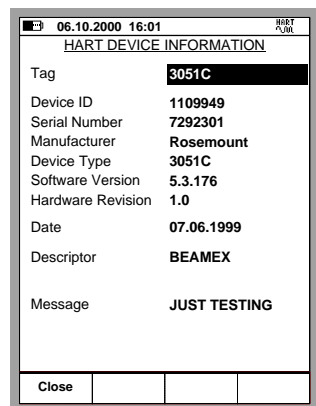 06.10.2000 16:01 HART
HART DEVICE INFORMATION
Tag 3051C
Device ID 1109949
Serial Number 7292301
Manufacturer Rosemount
Device Type 3051C
Software Version 5.3.176
Hardware Revision 1.0
Date 07.06.1999
Descriptor BEAMEX
Message JUST TESTING
Close